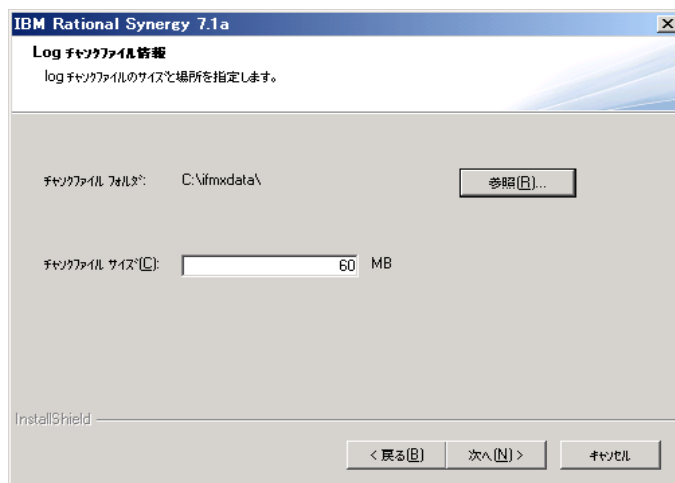 IBM Rational Synergy 7.1a
Log ﾁｬﾝｸﾌｧｲﾙ情報
log ﾁｬﾝｸﾌｧｲﾙのｻｲｽﾞと場所を指定します。
ﾁｬﾝｸﾌｧｲﾙ ﾌｫﾙﾀﾞ: C:\ifmxdata\ 参照(R)...
ﾁｬﾝｸﾌｧｲﾙ ｻｲｽﾞ(C): 60 MB
InstallShield
< 戻る(B) 次へ(N) > ｷｬﾝｾﾙ